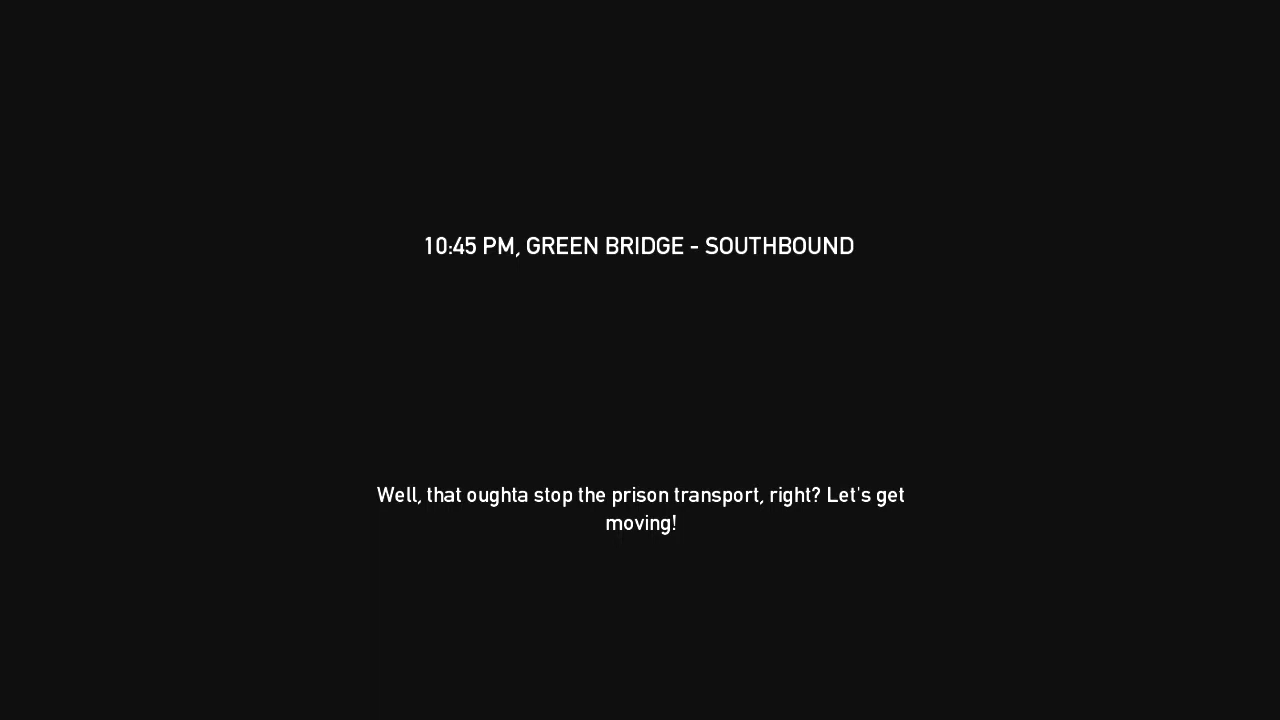 10:45 PM, GREEN BRIDGE - SOUTHBOUND
Well, that oughta stop the prison transport, right? Let's get
moving!